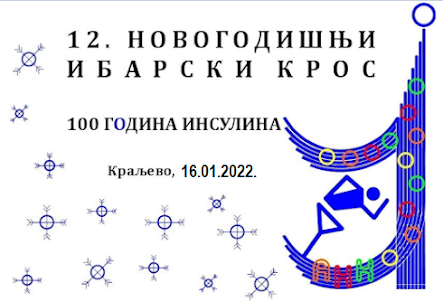 12. НОВОГОДИШЊИ
ИБАРСКИ КРОС
100 ГОДИНА ИНСУЛИНА
Краљево, 16.01.2022.